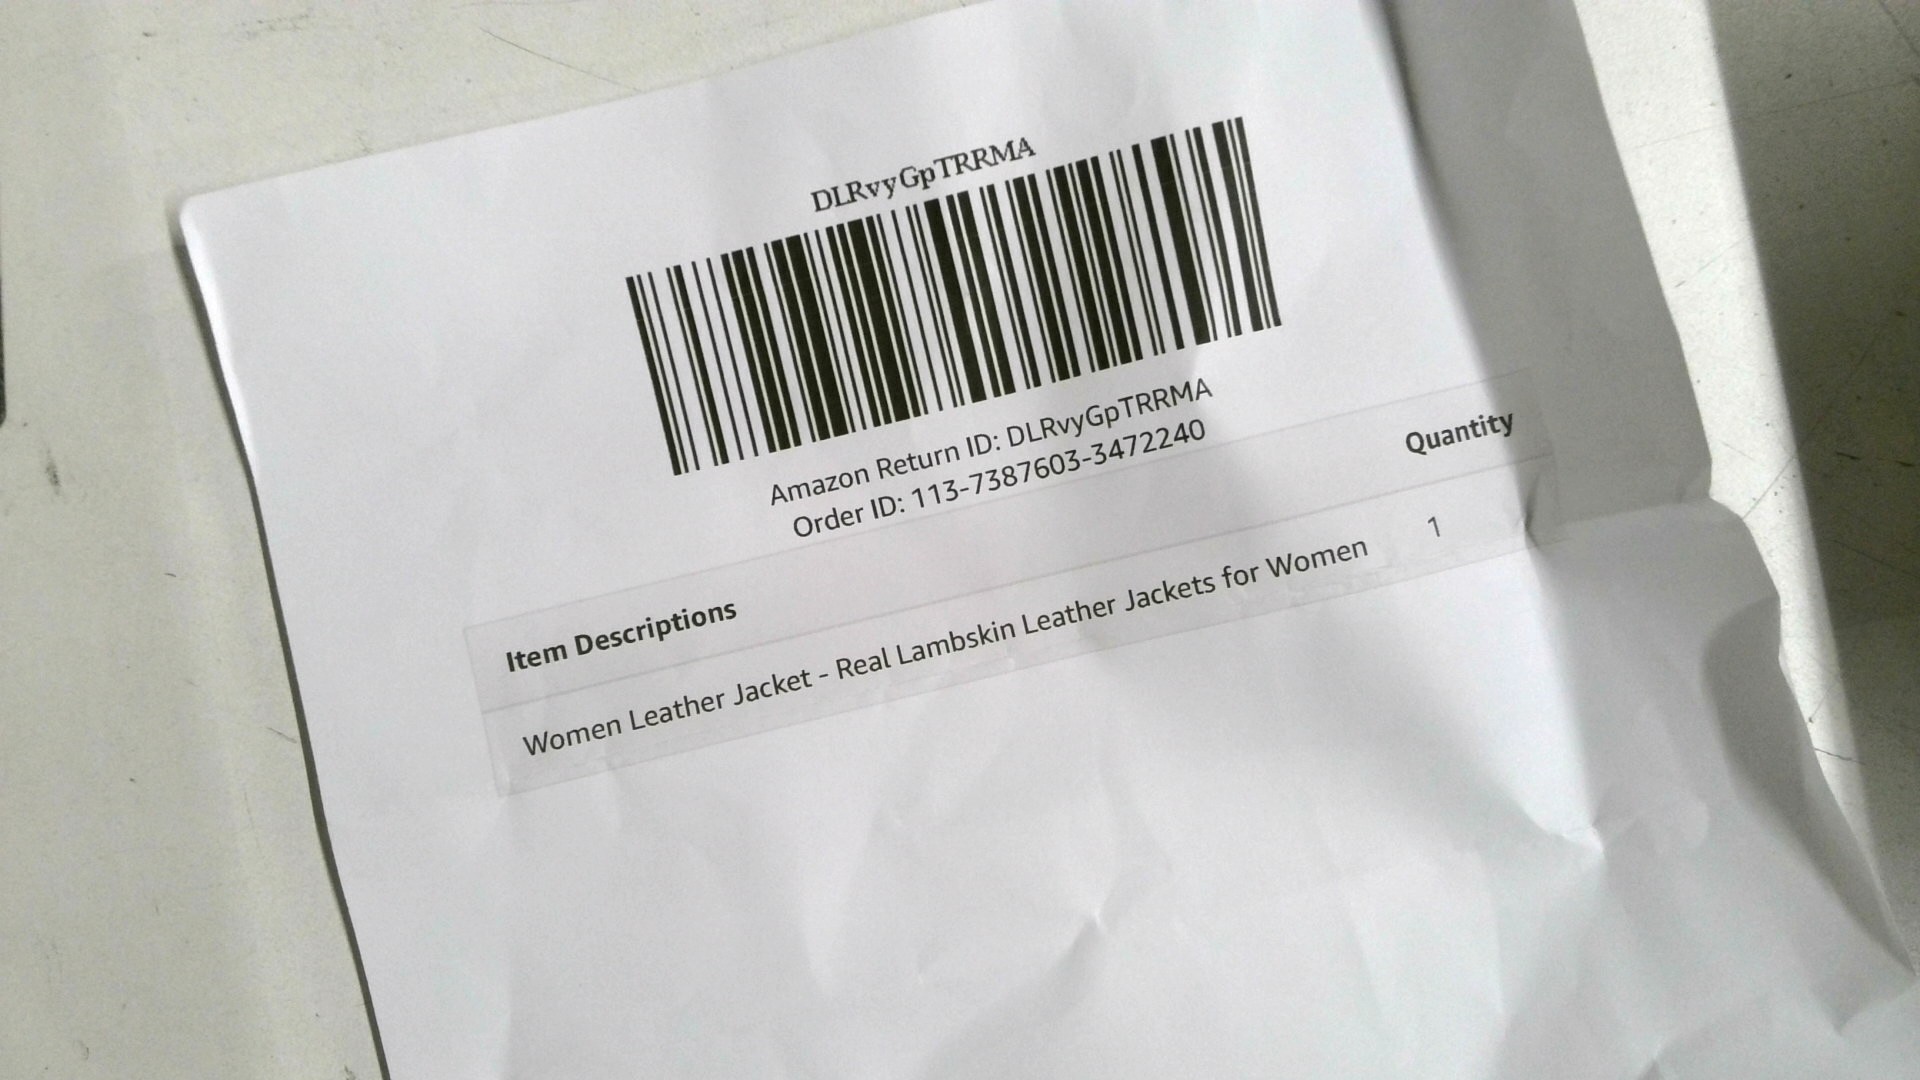 DLRvyGpTRRMA
Amazon Return ID: DLRvyGpTRRMA
Order ID: 113-7387603-3472240
Item Descriptions Quantity
Women Leather Jacket - Real Lambskin Leather Jackets for Women 1